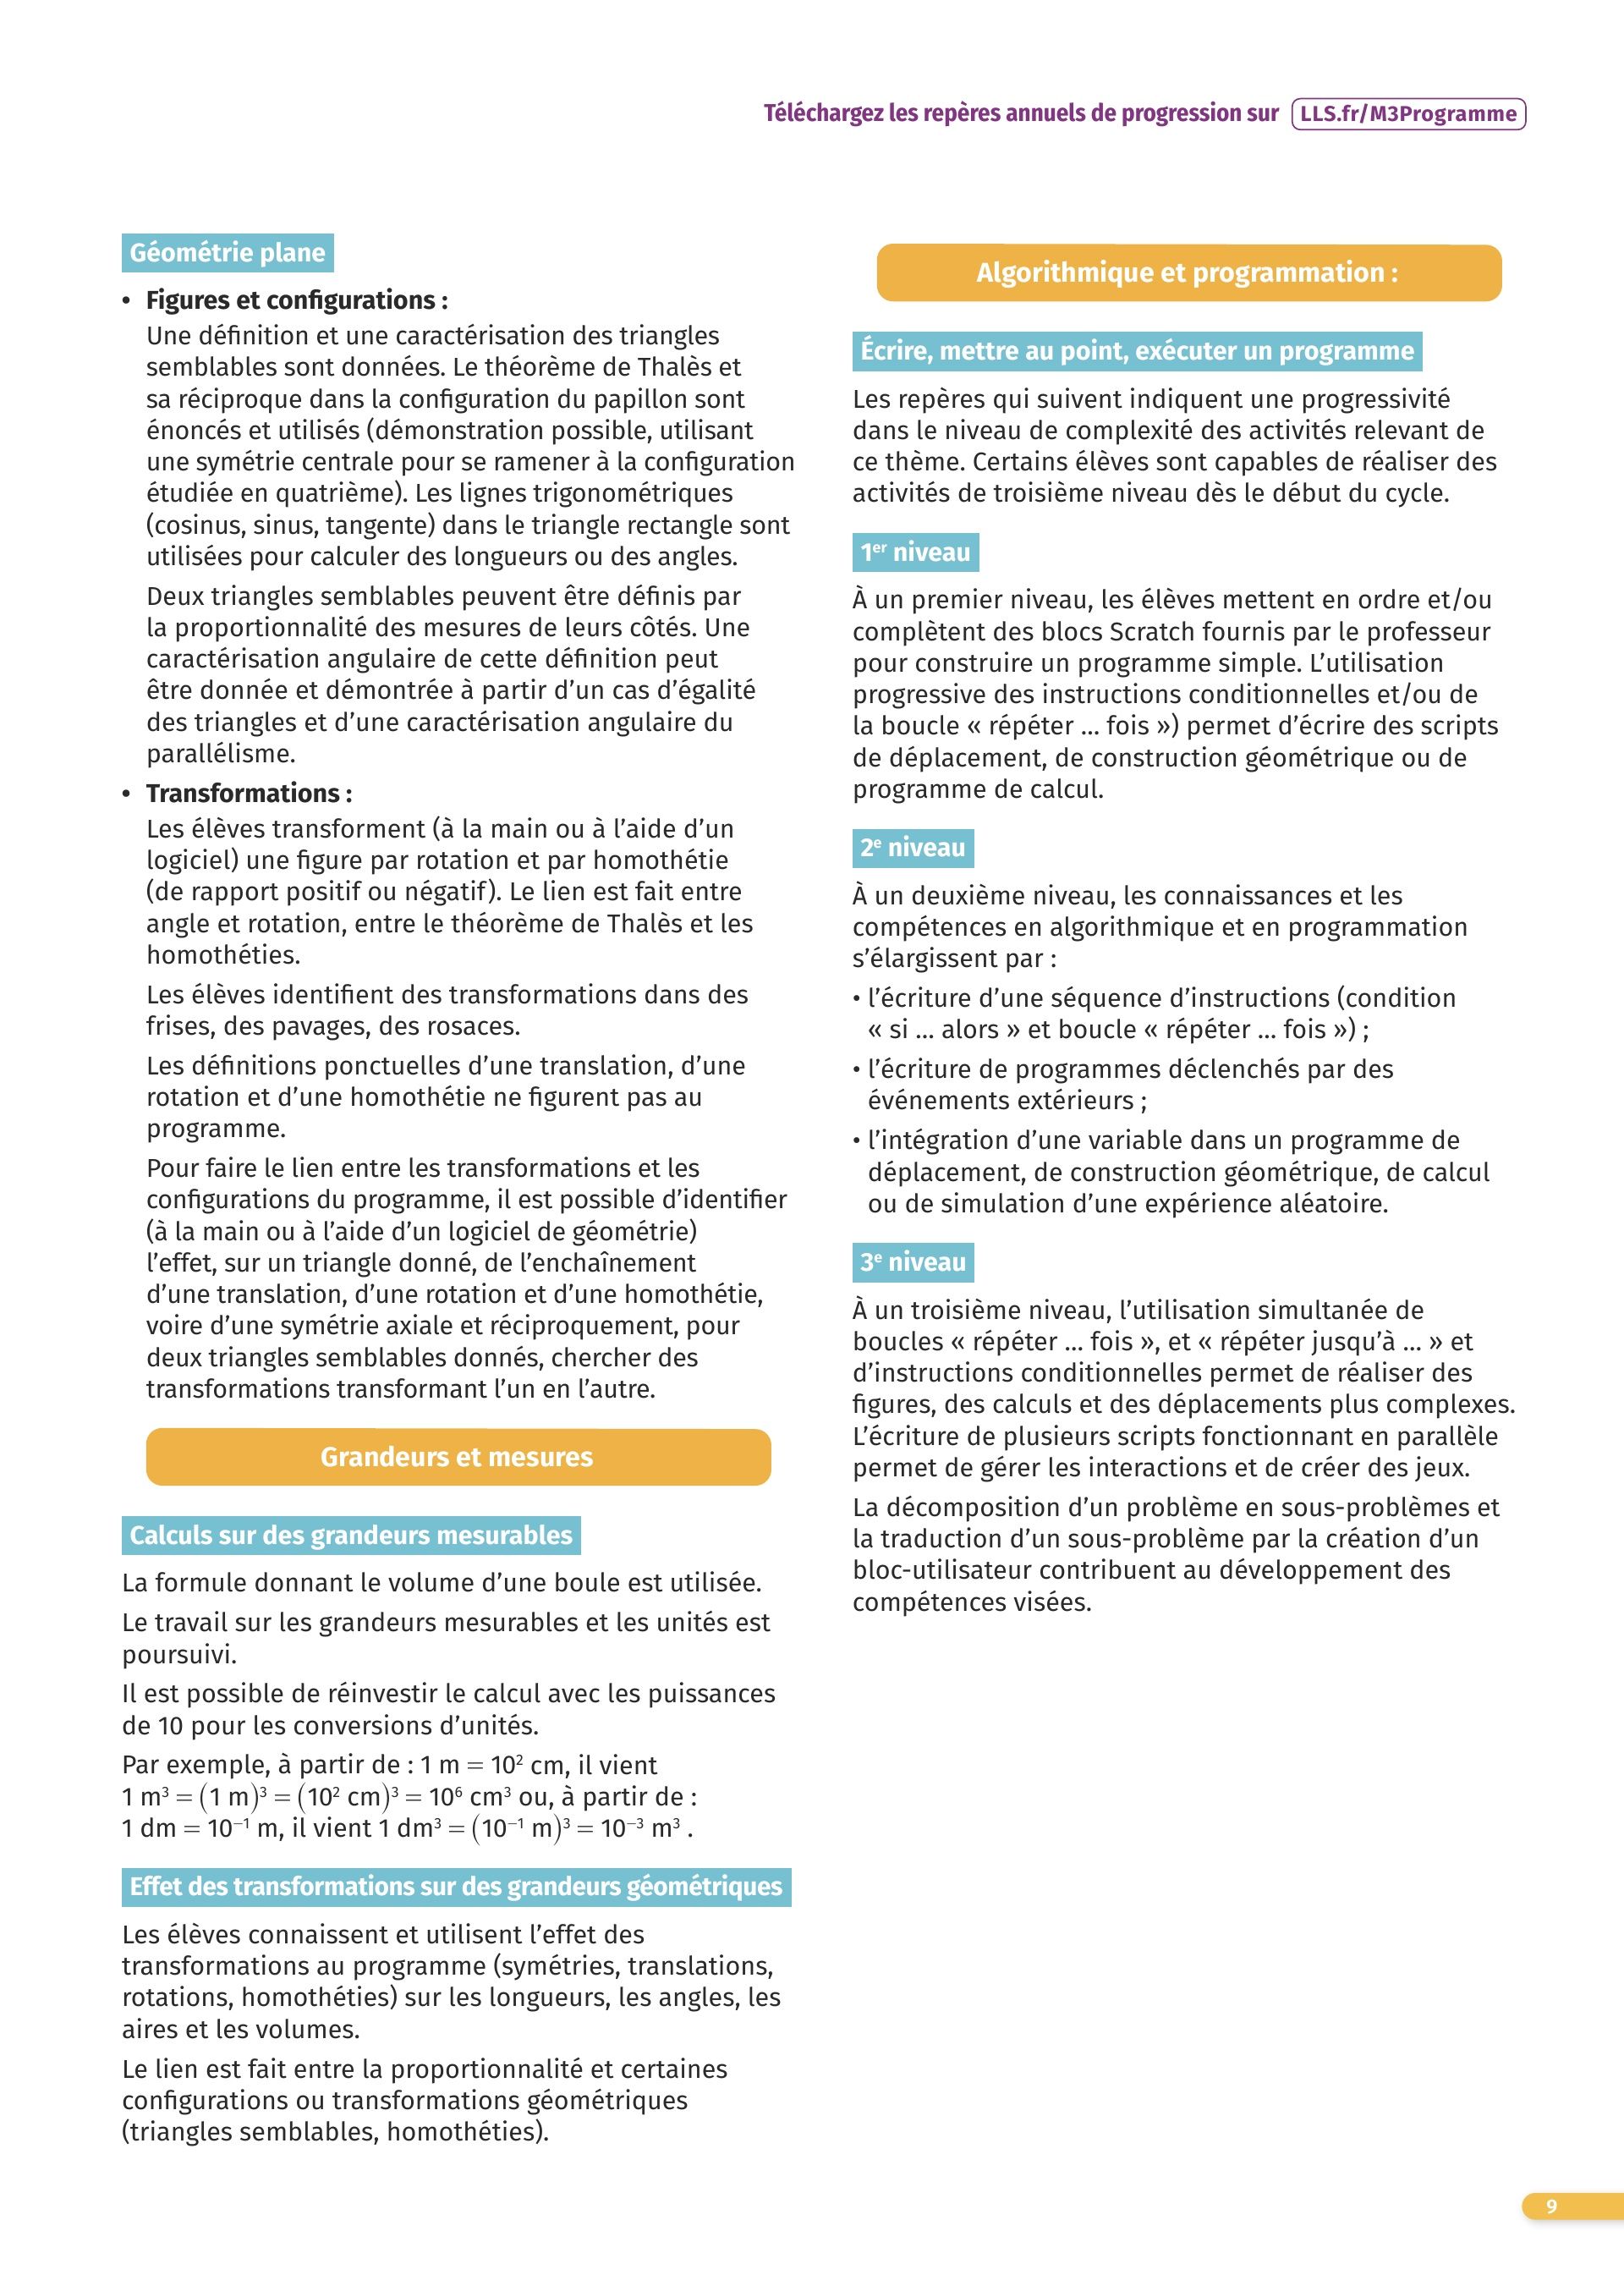 Téléchargez les repères annuels de progression sur LLS.fr/M3Programme
Géométrie plane
• Figures et configurations :
Une définition et une caractérisation des triangles
semblables sont données. Le théorème de Thalès et
sa réciproque dans la configuration du papillon sont
énoncés et utilisés (démonstration possible, utilisant
une symétrie centrale pour se ramener à la configuration
étudiée en quatrième). Les lignes trigonométriques
(cosinus, sinus, tangente) dans le triangle rectangle sont
utilisées pour calculer des longueurs ou des angles.
Deux triangles semblables peuvent être définis par
la proportionnalité des mesures de leurs côtés. Une
caractérisation angulaire de cette définition peut
être donnée et démontrée à partir d’un cas d’égalité
des triangles et d’une caractérisation angulaire du
parallélisme.
• Transformations :
Les élèves transforment (à la main ou à l’aide d’un
logiciel) une figure par rotation et par homothétie
(de rapport positif ou négatif). Le lien est fait entre
angle et rotation, entre le théorème de Thalès et les
homothéties.
Les élèves identifient des transformations dans des
frises, des pavages, des rosaces.
Les définitions ponctuelles d’une translation, d’une
rotation et d’une homothétie ne figurent pas au
programme.
Pour faire le lien entre les transformations et les
configurations du programme, il est possible d’identifier
(à la main ou à l’aide d’un logiciel de géométrie)
l’effet, sur un triangle donné, de l’enchaînement
d’une translation, d’une rotation et d’une homothétie,
voire d’une symétrie axiale et réciproquement, pour
deux triangles semblables donnés, chercher des
transformations transformant l’un en l’autre.
Grandeurs et mesures
Calculs sur des grandeurs mesurables
La formule donnant le volume d’une boule est utilisée.
Le travail sur les grandeurs mesurables et les unités est
poursuivi.
Il est possible de réinvestir le calcul avec les puissances
de 10 pour les conversions d’unités.
Par exemple, à partir de : 1 m = 10² cm, il vient
1 m³ = (1 m)³ = (10² cm)³ = 10⁶ cm³ ou, à partir de :
1 dm = 10⁻¹ m, il vient 1 dm³ = (10⁻¹ m)³ = 10⁻³ m³ .
Effet des transformations sur des grandeurs géométriques
Les élèves connaissent et utilisent l’effet des
transformations au programme (symétries, translations,
rotations, homothéties) sur les longueurs, les angles, les
aires et les volumes.
Le lien est fait entre la proportionnalité et certaines
configurations ou transformations géométriques
(triangles semblables, homothéties).
Algorithmique et programmation :
Écrire, mettre au point, exécuter un programme
Les repères qui suivent indiquent une progressivité
dans le niveau de complexité des activités relevant de
ce thème. Certains élèves sont capables de réaliser des
activités de troisième niveau dès le début du cycle.
1er niveau
À un premier niveau, les élèves mettent en ordre et/ou
complètent des blocs Scratch fournis par le professeur
pour construire un programme simple. L’utilisation
progressive des instructions conditionnelles et/ou de
la boucle « répéter ... fois ») permet d’écrire des scripts
de déplacement, de construction géométrique ou de
programme de calcul.
2e niveau
À un deuxième niveau, les connaissances et les
compétences en algorithmique et en programmation
s’élargissent par :
• l’écriture d’une séquence d’instructions (condition
« si ... alors » et boucle « répéter ... fois ») ;
• l’écriture de programmes déclenchés par des
événements extérieurs ;
• l’intégration d’une variable dans un programme de
déplacement, de construction géométrique, de calcul
ou de simulation d’une expérience aléatoire.
3e niveau
À un troisième niveau, l’utilisation simultanée de
boucles « répéter ... fois », et « répéter jusqu’à ... » et
d’instructions conditionnelles permet de réaliser des
figures, des calculs et des déplacements plus complexes.
L’écriture de plusieurs scripts fonctionnant en parallèle
permet de gérer les interactions et de créer des jeux.
La décomposition d’un problème en sous-problèmes et
la traduction d’un sous-problème par la création d’un
bloc-utilisateur contribuent au développement des
compétences visées.
9